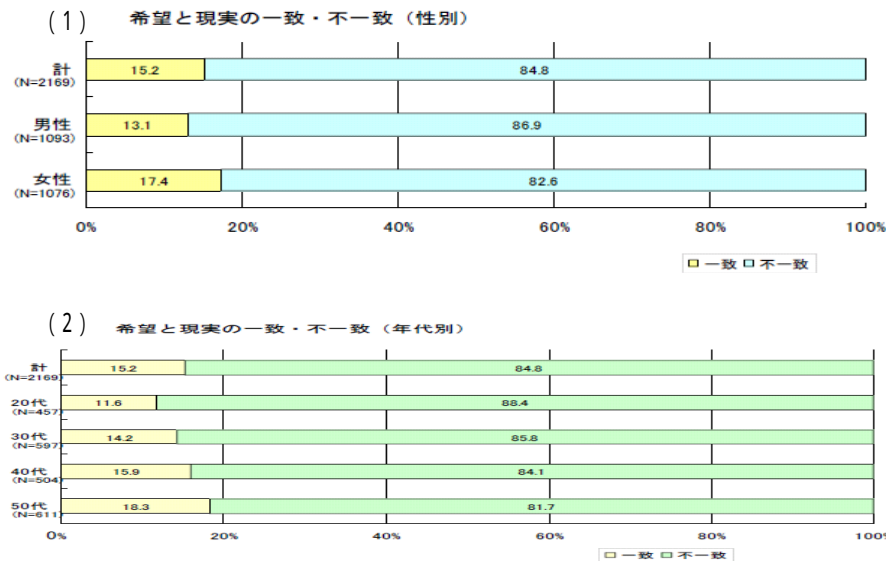 (1) 希望と現実の一致・不一致（性別）
計
(N=2169)
15.2 84.8
男性
(N=1093)
13.1 86.9
女性
(N=1076)
17.4 82.6
0% 20% 40% 60% 80% 100%
一致 不一致
(2) 希望と現実の一致・不一致（年代別）
計
(N=2169)
15.2 84.8
20代
(N=457)
11.6 88.4
30代
(N=597)
14.2 85.8
40代
(N=504)
15.9 84.1
50代
(N=611)
18.3 81.7
0% 20% 40% 60% 80% 100%
一致 不一致